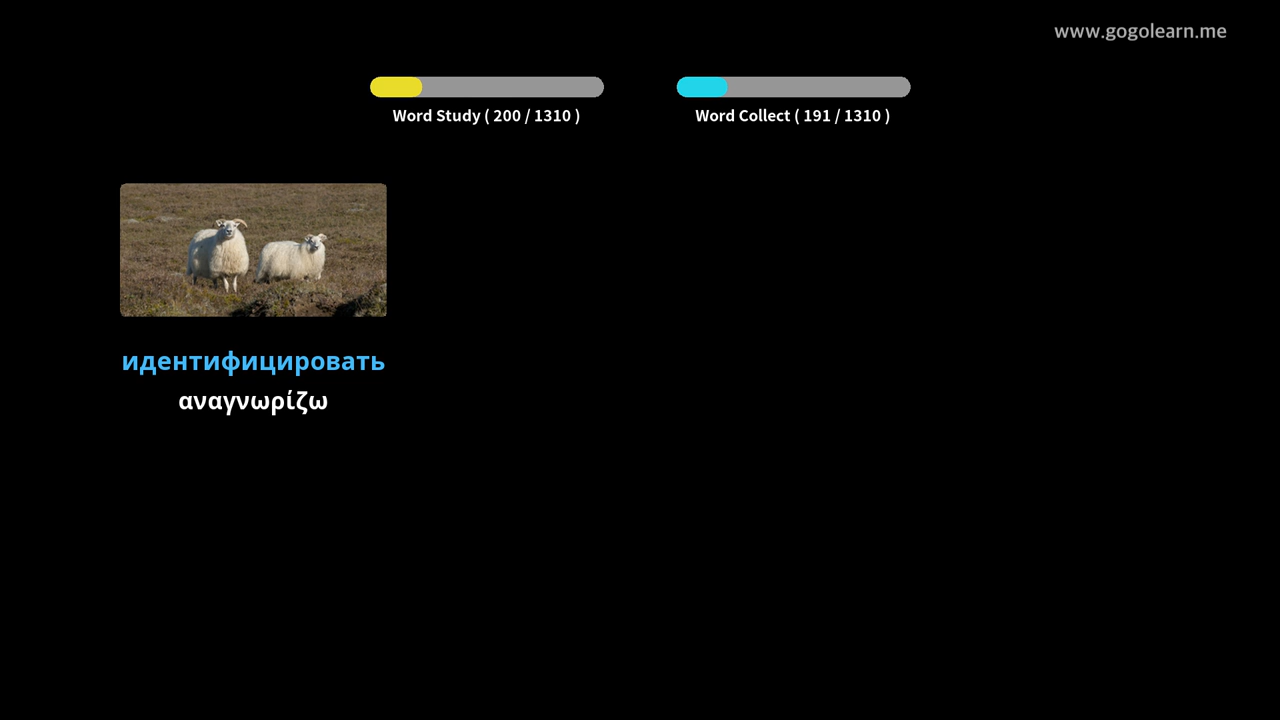 www.gogolearn.me
Word Study ( 200 / 1310 )
Word Collect ( 191 / 1310 )
идентифицировать
αναγνωρίζω